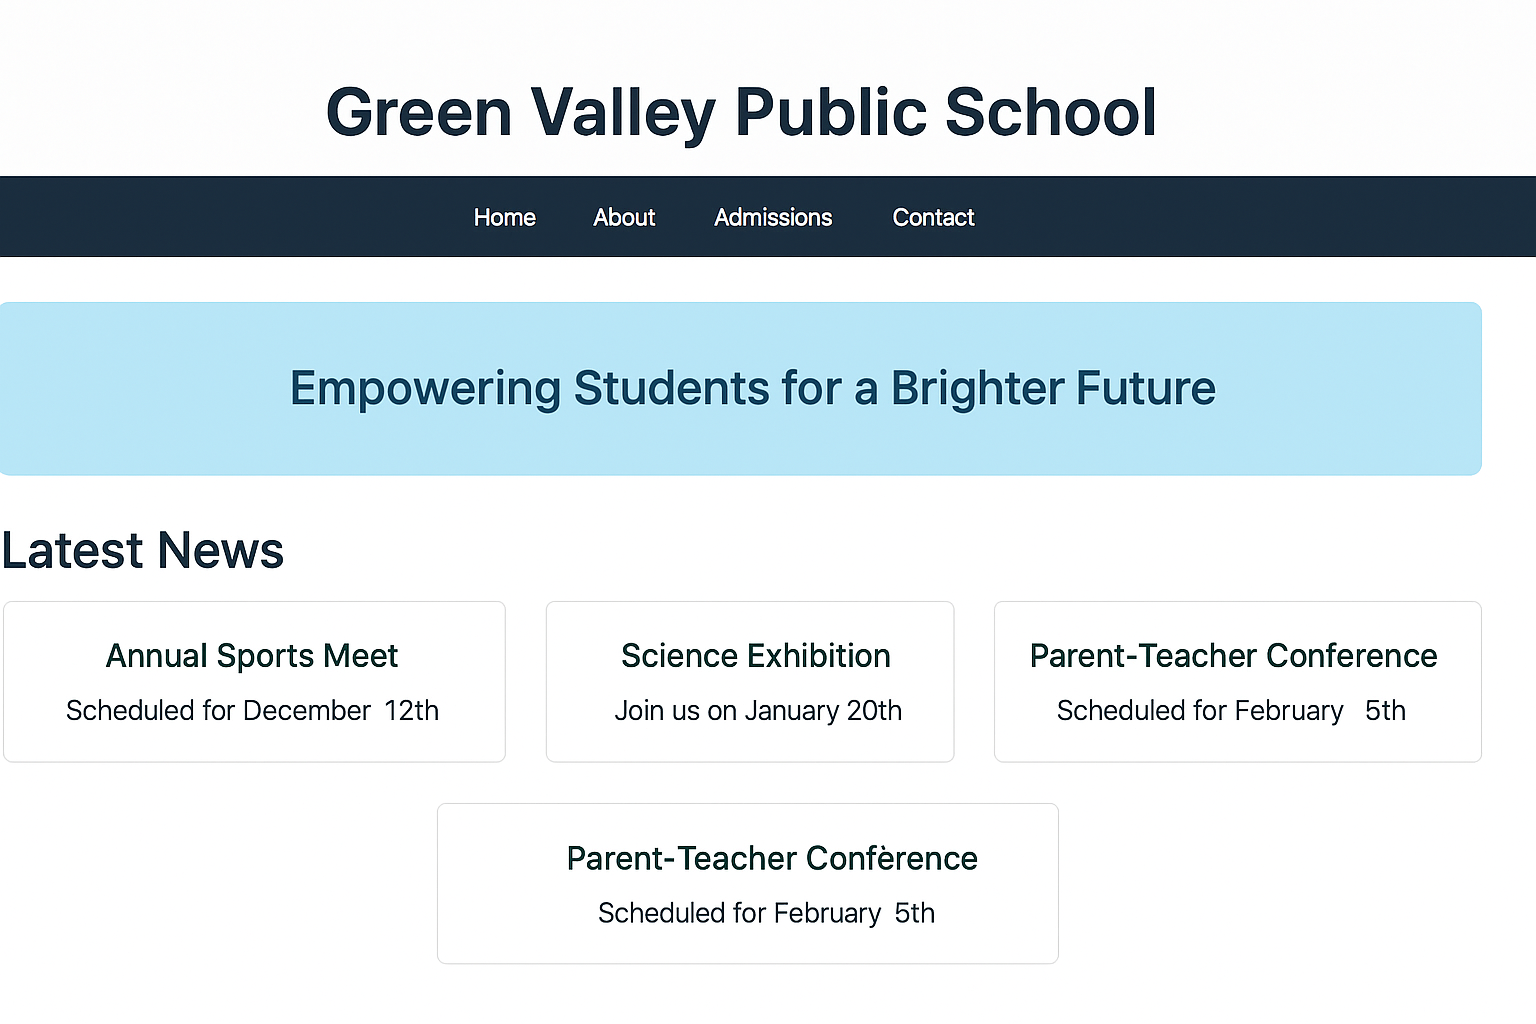 Green Valley Public School
Home About Admissions Contact
Empowering Students for a Brighter Future
Latest News
Annual Sports Meet
Scheduled for December 12th
Science Exhibition
Join us on January 20th
Parent-Teacher Conference
Scheduled for February 5th
Parent-Teacher Confèrence
Scheduled for February 5th